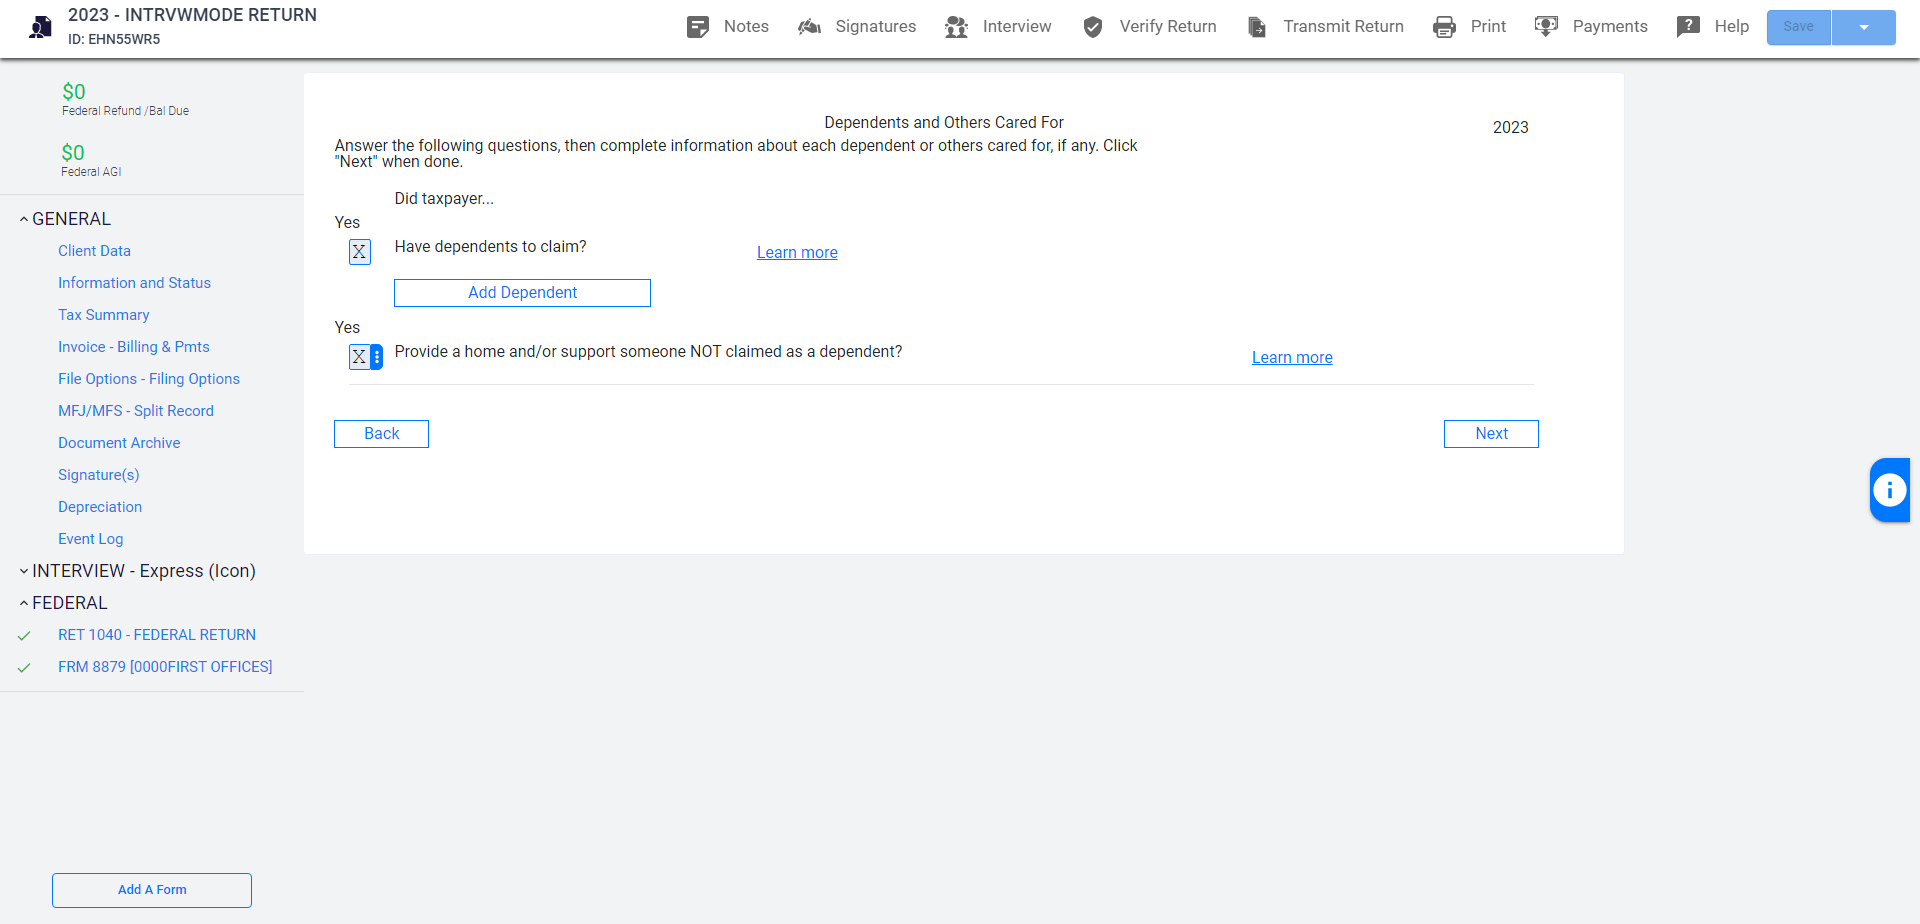 2023 - INTRVWMODE RETURN
ID: EHN55WR5
Notes
Signatures
Interview
Verify Return
Transmit Return
Print
Payments
Help
Save
$0
Federal Refund /Bal Due
$0
Federal AGI
GENERAL
Client Data
Information and Status
Tax Summary
Invoice - Billing & Pmts
File Options - Filing Options
MFJ/MFS - Split Record
Document Archive
Signature(s)
Depreciation
Event Log
INTERVIEW - Express (Icon)
FEDERAL
RET 1040 - FEDERAL RETURN
FRM 8879 [0000FIRST OFFICES]
Add A Form
Dependents and Others Cared For
2023
Answer the following questions, then complete information about each dependent or others cared for, if any. Click
"Next" when done.
Did taxpayer...
Yes
X Have dependents to claim? Learn more
Add Dependent
Yes
X Provide a home and/or support someone NOT claimed as a dependent? Learn more
Back
Next